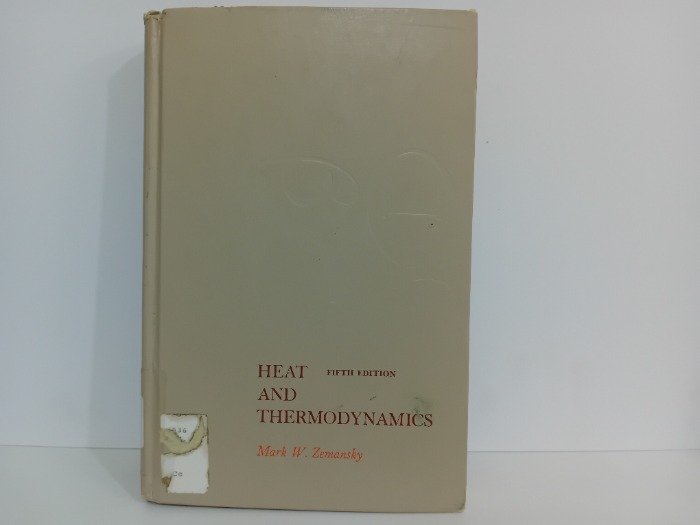 HEAT FIFTH EDITION
AND
THERMODYNAMICS
Mark W. Zemansky